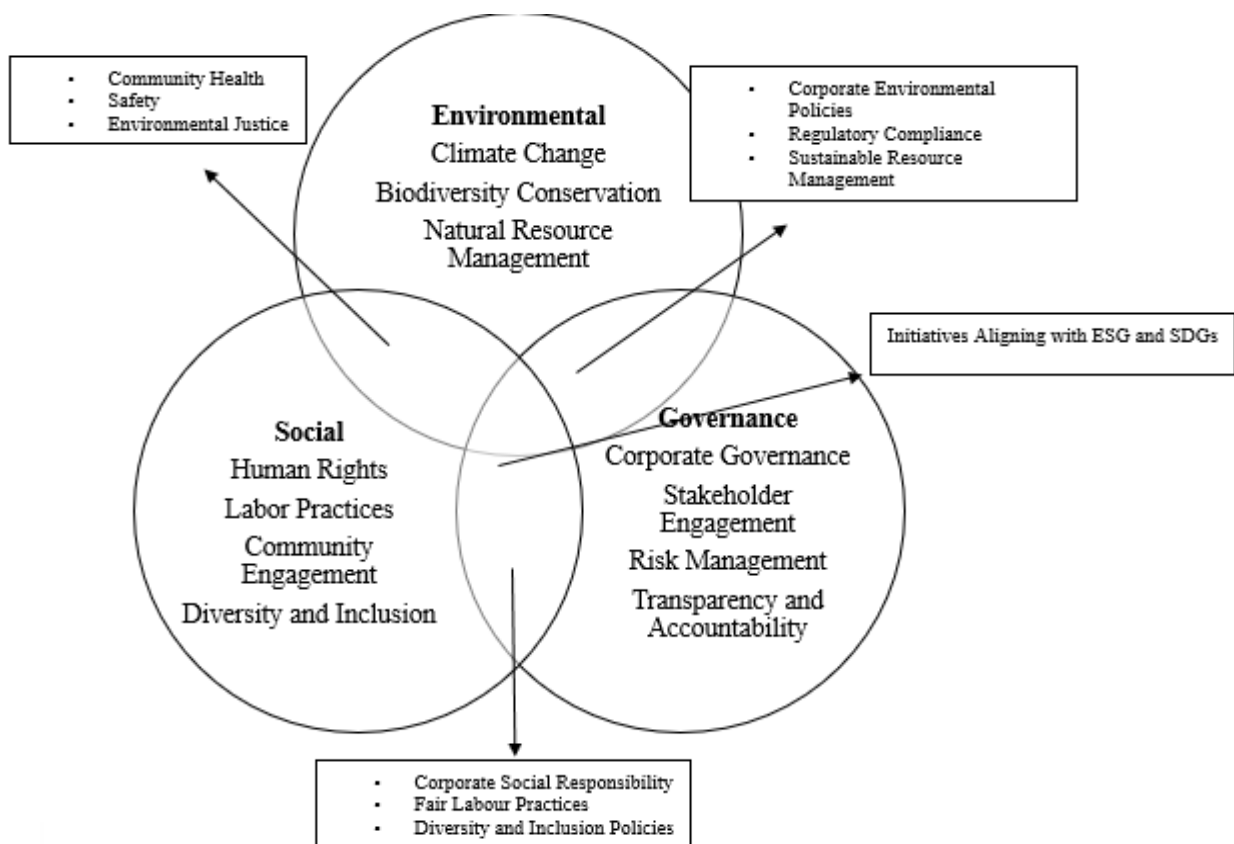 ▪ Community Health
▪ Safety
▪ Environmental Justice
▪ Corporate Environmental
Policies
▪ Regulatory Compliance
▪ Sustainable Resource
Management
Environmental
Climate Change
Biodiversity Conservation
Natural Resource
Management
Initiatives Aligning with ESG and SDGs
Social
Human Rights
Labor Practices
Community
Engagement
Diversity and Inclusion
Governance
Corporate Governance
Stakeholder
Engagement
Risk Management
Transparency and
Accountability
▪ Corporate Social Responsibility
▪ Fair Labour Practices
▪ Diversity and Inclusion Policies